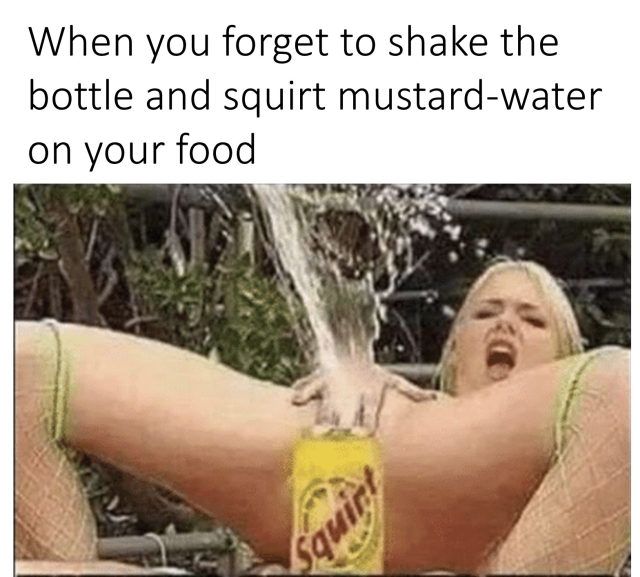 When you forget to shake the
bottle and squirt mustard-water
on your food
Squirt